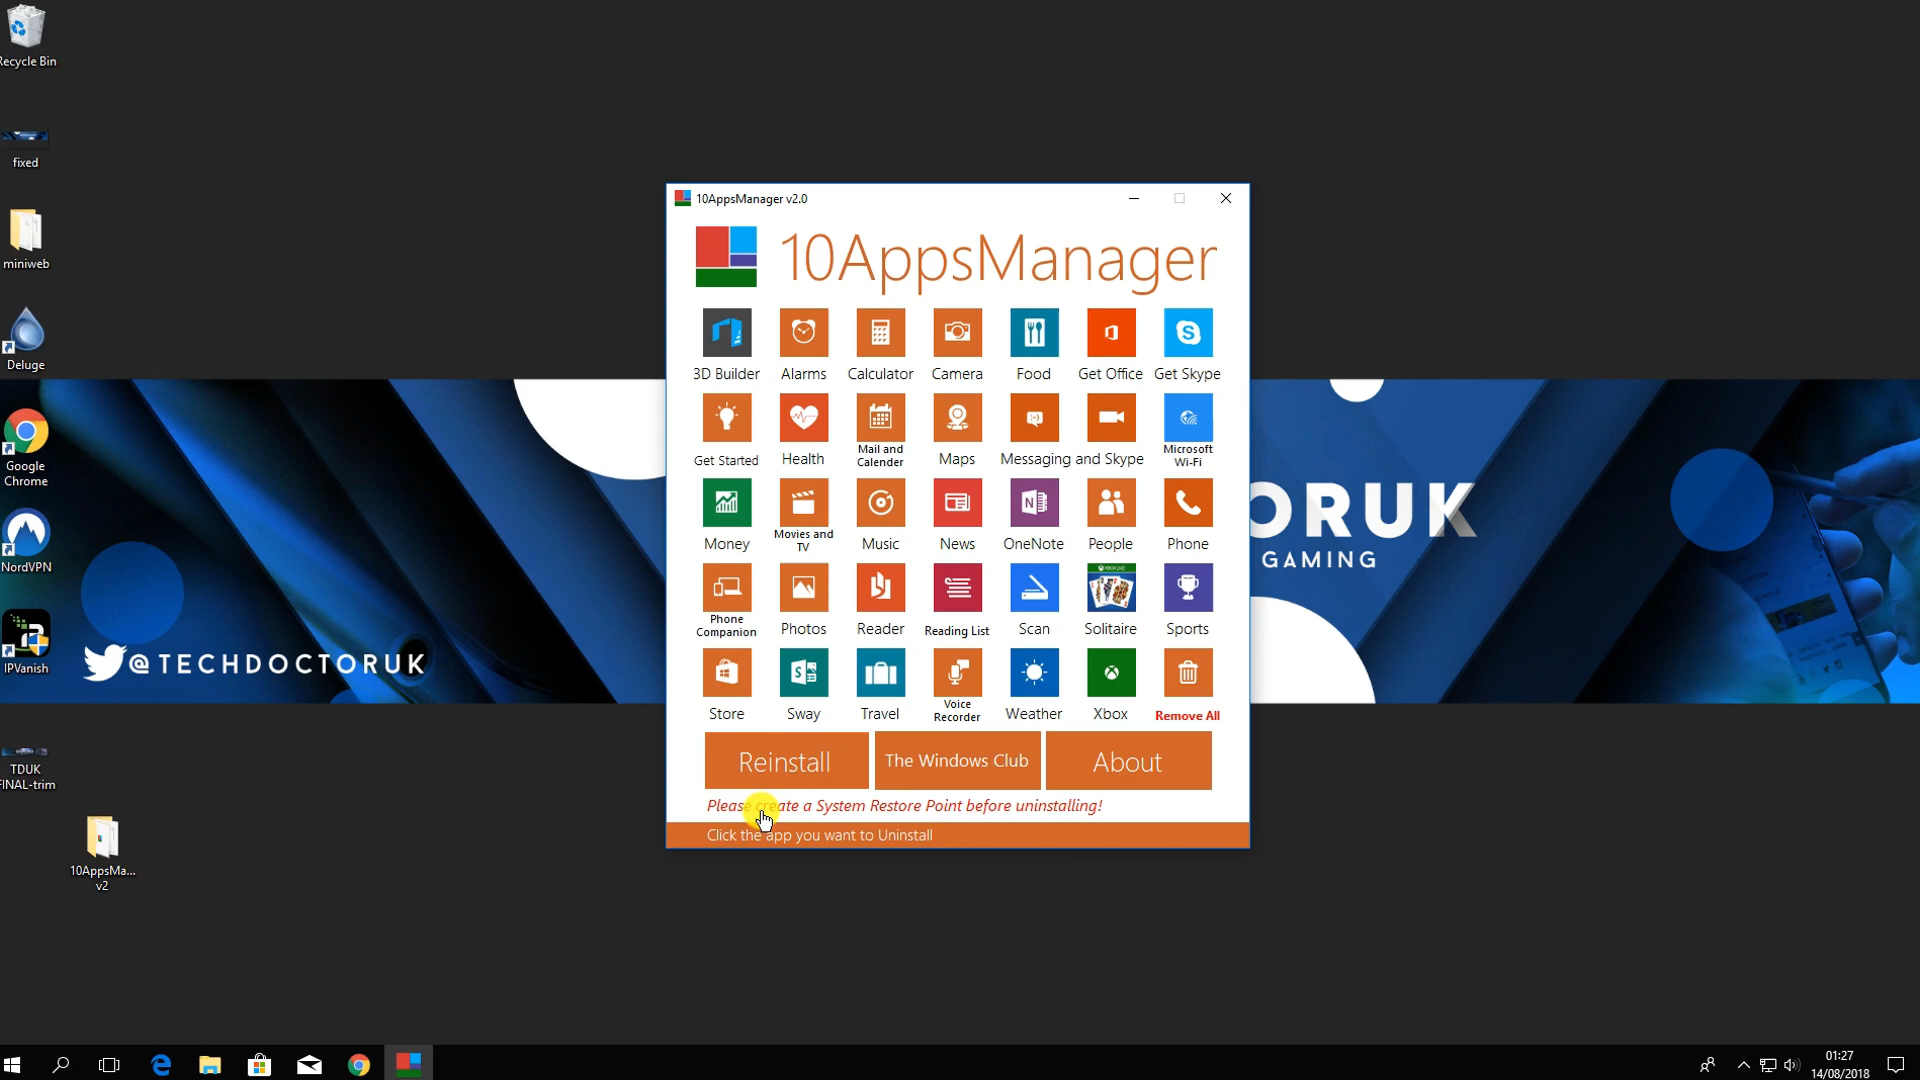 Recycle Bin
fixed
miniweb
Deluge
Google
Chrome
NordVPN
IPVanish
TDUK
FINAL-trim
10AppsMa...
v2
@TECHDOCTORUK
ORUK
GAMING
10AppsManager v2.0
10AppsManager
3D Builder Alarms Calculator Camera Food Get Office Get Skype
Get Started Health Mail and Calender Maps Messaging and Skype Microsoft Wi-Fi
Money Movies and TV Music News OneNote People Phone
Phone Companion Photos Reader Reading List Scan Solitaire Sports
Store Sway Travel Voice Recorder Weather Xbox Remove All
Reinstall The Windows Club About
Please create a System Restore Point before uninstalling!
Click the app you want to Uninstall
01:27
14/08/2018